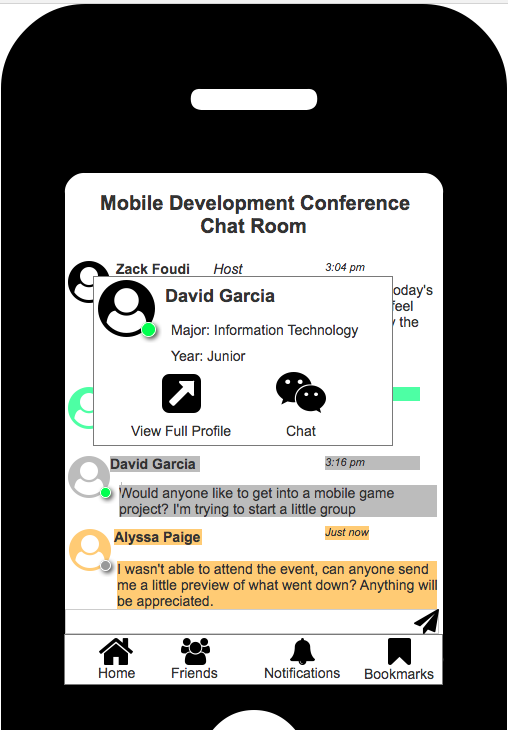 Mobile Development Conference
Chat Room
Zack Foudi Host 3:04 pm
oday's
feel
the
David Garcia
Major: Information Technology
Year: Junior
View Full Profile Chat
David Garcia 3:16 pm
Would anyone like to get into a mobile game
project? I'm trying to start a little group
Alyssa Paige Just now
I wasn't able to attend the event, can anyone send
me a little preview of what went down? Anything will
be appreciated.
Home Friends Notifications Bookmarks